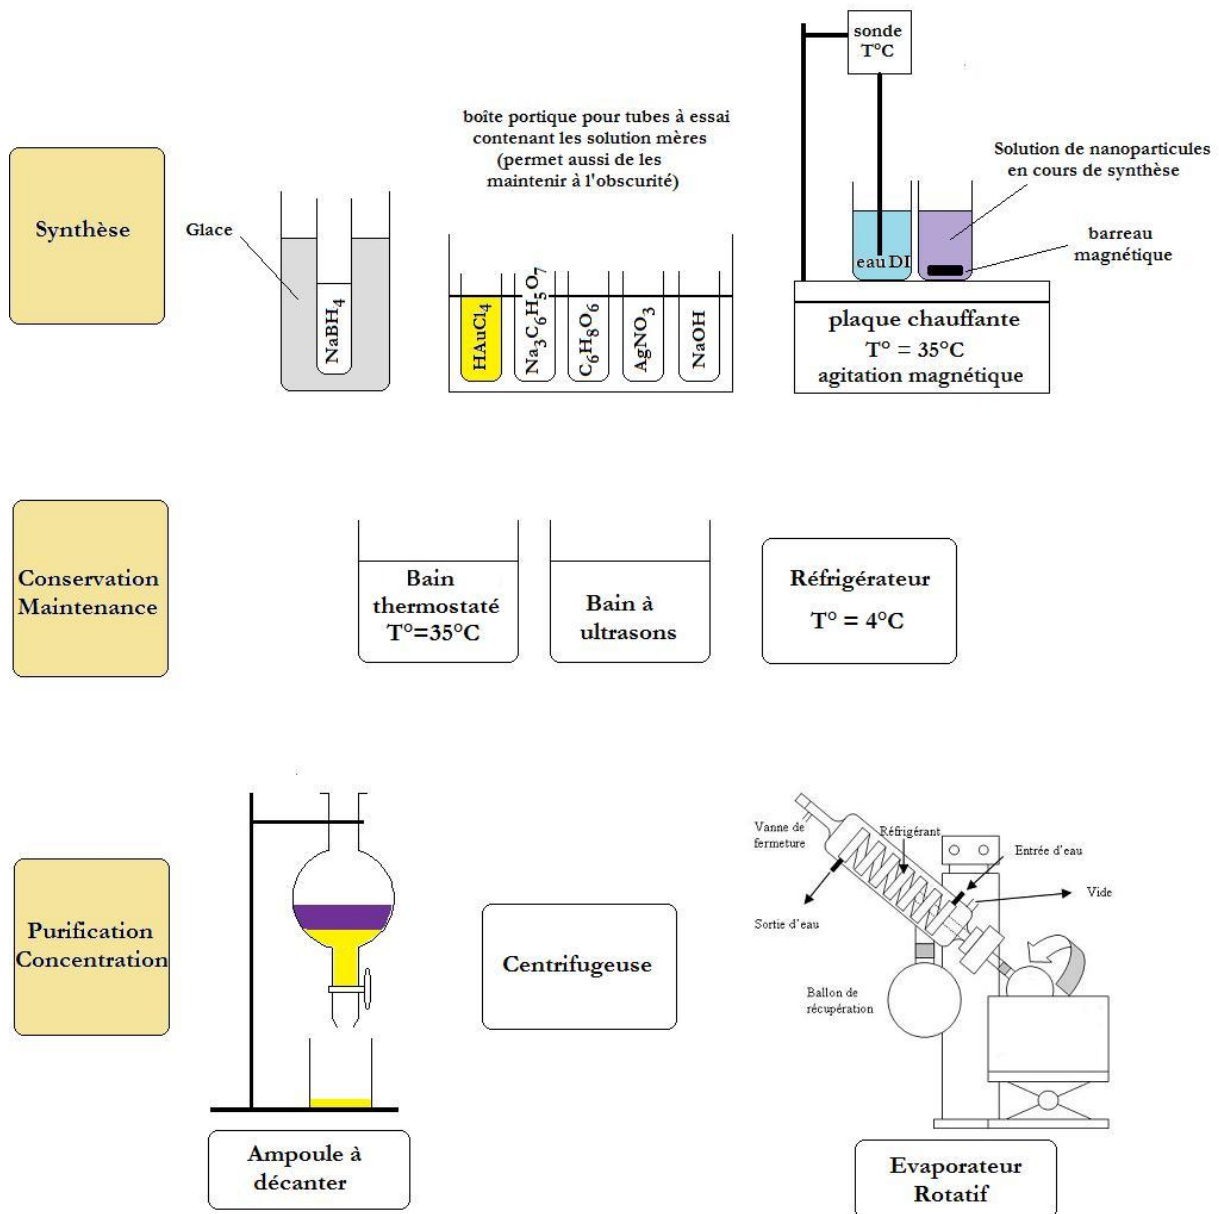 sonde
T°C
boîte portique pour tubes à essai
contenant les solution mères
(permet aussi de les
maintenir à l'obscurité)
Solution de nanoparticules
en cours de synthèse
Synthèse
Glace
barreau
magnétique
eau DI
NaBH4
HAuCl4
Na3C6H5O7
C6H8O6
AgNO3
NaOH
plaque chauffante
T° = 35°C
agitation magnétique
Conservation
Maintenance
Bain
thermostaté
T°=35°C
Bain à
ultrasons
Réfrigérateur
T° = 4°C
Purification
Concentration
Centrifugeuse
Vanne de
fermeture
Réfrigérant
Entrée d'eau
Vide
Sortie d'eau
Ballon de
récupération
Ampoule à
décanter
Evaporateur
Rotatif